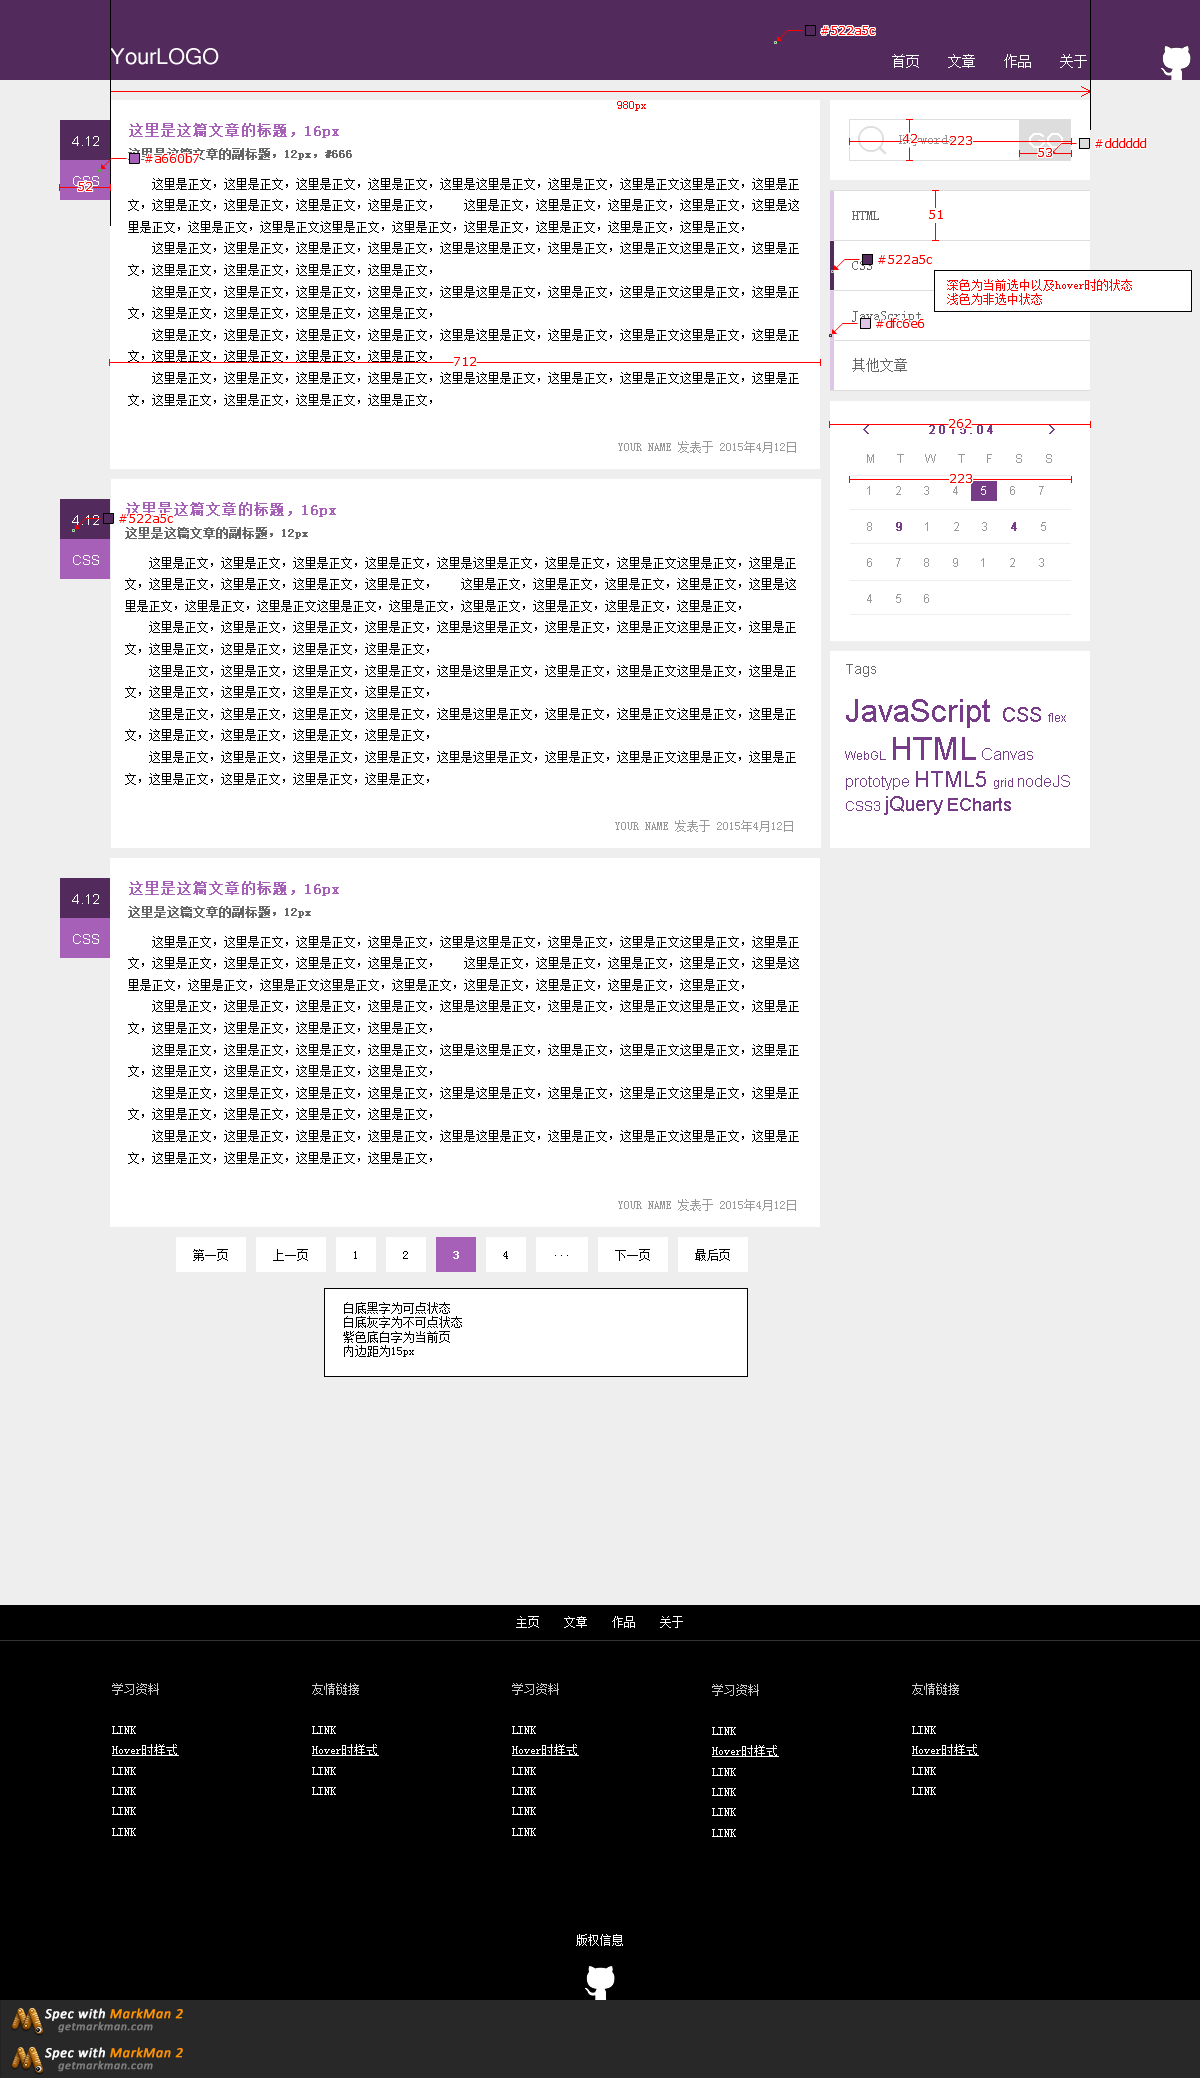 #522a5c
YourLOGO
首页 文章 作品 关于
980px
4.12
CSS
52
#a660b7
这里是这篇文章的标题，16px
这里是这篇文章的副标题，12px，#666
这里是正文，这里是正文，这里是正文，这里是正文，这里是这里是正文，这里是正文，这里是正文这里是正文，这里是正
文，这里是正文，这里是正文，这里是正文，这里是正文， 这里是正文，这里是正文，这里是正文，这里是正文，这里是这
里是正文，这里是正文，这里是正文这里是正文，这里是正文，这里是正文，这里是正文，这里是正文，这里是正文，
这里是正文，这里是正文，这里是正文，这里是正文，这里是这里是正文，这里是正文，这里是正文这里是正文，这里是正
文，这里是正文，这里是正文，这里是正文，这里是正文，
这里是正文，这里是正文，这里是正文，这里是正文，这里是这里是正文，这里是正文，这里是正文这里是正文，这里是正
文，这里是正文，这里是正文，这里是正文，这里是正文，
这里是正文，这里是正文，这里是正文，这里是正文，这里是这里是正文，这里是正文，这里是正文这里是正文，这里是正
文，这里是正文，这里是正文，这里是正文，这里是正文，
712
这里是正文，这里是正文，这里是正文，这里是正文，这里是这里是正文，这里是正文，这里是正文这里是正文，这里是正
文，这里是正文，这里是正文，这里是正文，这里是正文，
YOUR NAME 发表于 2015年4月12日
4.12
CSS
#522a5c
这里是这篇文章的标题，16px
这里是这篇文章的副标题，12px
这里是正文，这里是正文，这里是正文，这里是正文，这里是这里是正文，这里是正文，这里是正文这里是正文，这里是正
文，这里是正文，这里是正文，这里是正文，这里是正文， 这里是正文，这里是正文，这里是正文，这里是正文，这里是这
里是正文，这里是正文，这里是正文这里是正文，这里是正文，这里是正文，这里是正文，这里是正文，这里是正文，
这里是正文，这里是正文，这里是正文，这里是正文，这里是这里是正文，这里是正文，这里是正文这里是正文，这里是正
文，这里是正文，这里是正文，这里是正文，这里是正文，
这里是正文，这里是正文，这里是正文，这里是正文，这里是这里是正文，这里是正文，这里是正文这里是正文，这里是正
文，这里是正文，这里是正文，这里是正文，这里是正文，
这里是正文，这里是正文，这里是正文，这里是正文，这里是这里是正文，这里是正文，这里是正文这里是正文，这里是正
文，这里是正文，这里是正文，这里是正文，这里是正文，
这里是正文，这里是正文，这里是正文，这里是正文，这里是这里是正文，这里是正文，这里是正文这里是正文，这里是正
文，这里是正文，这里是正文，这里是正文，这里是正文，
YOUR NAME 发表于 2015年4月12日
4.12
CSS
这里是这篇文章的标题，16px
这里是这篇文章的副标题，12px
这里是正文，这里是正文，这里是正文，这里是正文，这里是这里是正文，这里是正文，这里是正文这里是正文，这里是正
文，这里是正文，这里是正文，这里是正文，这里是正文， 这里是正文，这里是正文，这里是正文，这里是正文，这里是这
里是正文，这里是正文，这里是正文这里是正文，这里是正文，这里是正文，这里是正文，这里是正文，这里是正文，
这里是正文，这里是正文，这里是正文，这里是正文，这里是这里是正文，这里是正文，这里是正文这里是正文，这里是正
文，这里是正文，这里是正文，这里是正文，这里是正文，
这里是正文，这里是正文，这里是正文，这里是正文，这里是这里是正文，这里是正文，这里是正文这里是正文，这里是正
文，这里是正文，这里是正文，这里是正文，这里是正文，
这里是正文，这里是正文，这里是正文，这里是正文，这里是这里是正文，这里是正文，这里是正文这里是正文，这里是正
文，这里是正文，这里是正文，这里是正文，这里是正文，
这里是正文，这里是正文，这里是正文，这里是正文，这里是这里是正文，这里是正文，这里是正文这里是正文，这里是正
文，这里是正文，这里是正文，这里是正文，这里是正文，
YOUR NAME 发表于 2015年4月12日
第一页 上一页 1 2 3 4 ... 下一页 最后页
白底黑字为可点状态
白底灰字为不可点状态
紫色底白字为当前页
内边距为15px
42 223
GO
53
#dddddd
HTML
51
CSS
#522a5c
深色为当前选中以及hover时的状态
浅色为非选中状态
JavaScript
#dfc6e6
其他文章
262
< 2015.04 >
M T W T F S S
223
1 2 3 4 5 6 7
8 9 1 2 3 4 5
6 7 8 9 1 2 3
4 5 6
Tags
JavaScript CSS flex
WebGL HTML Canvas
prototype HTML5 grid nodeJS
CSS3 jQuery ECharts
主页 文章 作品 关于
学习资料
LINK
Hover时样式
LINK
LINK
LINK
LINK
友情链接
LINK
Hover时样式
LINK
LINK
学习资料
LINK
Hover时样式
LINK
LINK
LINK
LINK
学习资料
LINK
Hover时样式
LINK
LINK
LINK
LINK
友情链接
LINK
Hover时样式
LINK
LINK
版权信息
Spec with MarkMan 2
getmarkman.com
Spec with MarkMan 2
getmarkman.com